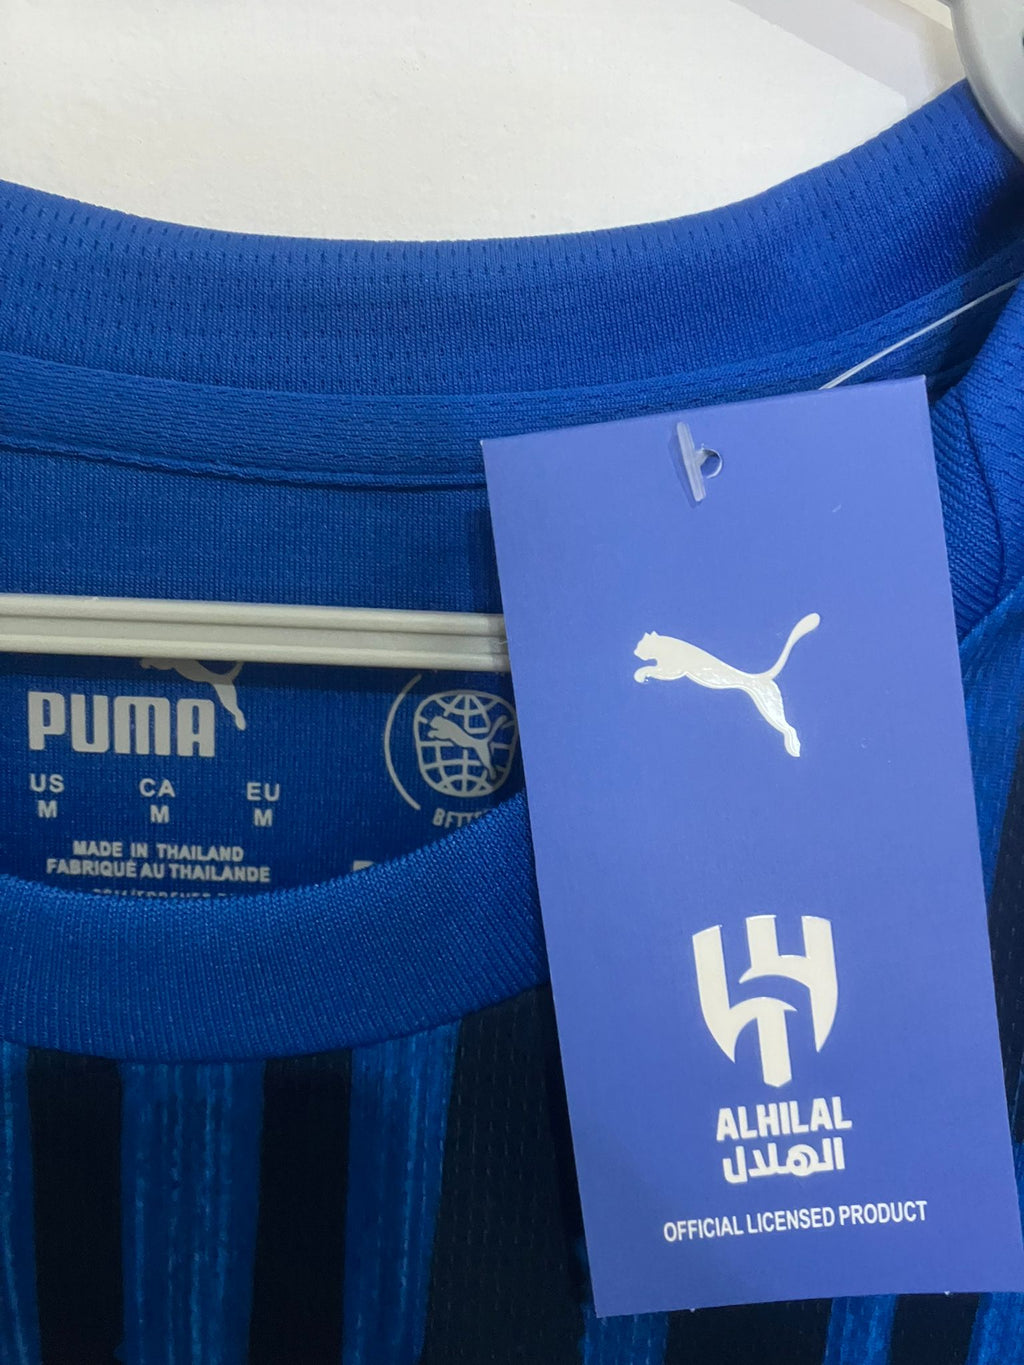 PUMA
US CA EU
M M M
MADE IN THAILAND
FABRIQUÉ AU THAILANDE
ALHILAL
الهلال
OFFICIAL LICENSED PRODUCT